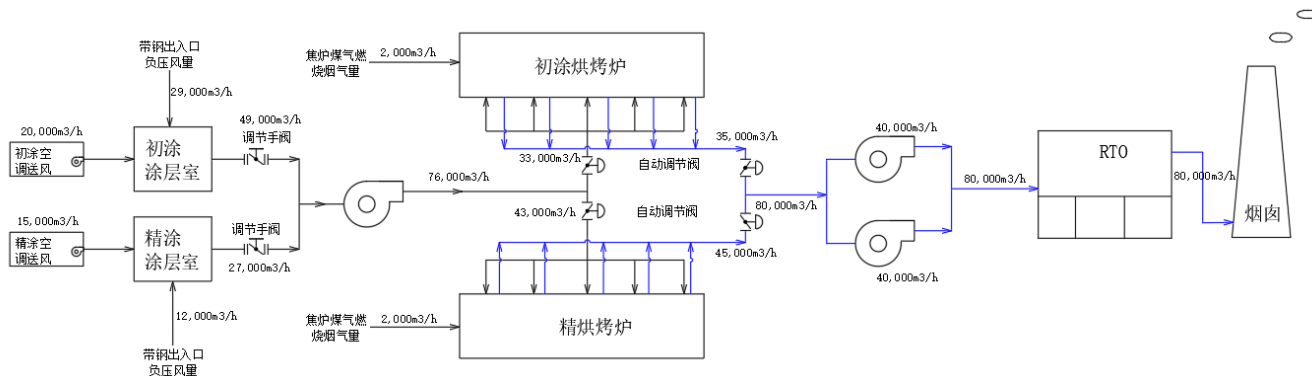 带钢出入口
负压风量
29,000m3/h
20,000m3/h
初涂空
调送风
初涂
涂层室
49,000m3/h
调节手阀
15,000m3/h
精涂空
调送风
精涂
涂层室
调节手阀
27,000m3/h
12,000m3/h
带钢出入口
负压风量
76,000m3/h
焦炉煤气燃
烧烟气量
2,000m3/h
初涂烘烤炉
33,000m3/h
自动调节阀
35,000m3/h
43,000m3/h
自动调节阀
80,000m3/h
45,000m3/h
焦炉煤气燃
烧烟气量
2,000m3/h
精烘烤炉
40,000m3/h
40,000m3/h
80,000m3/h
RTO
80,000m3/h
烟囱